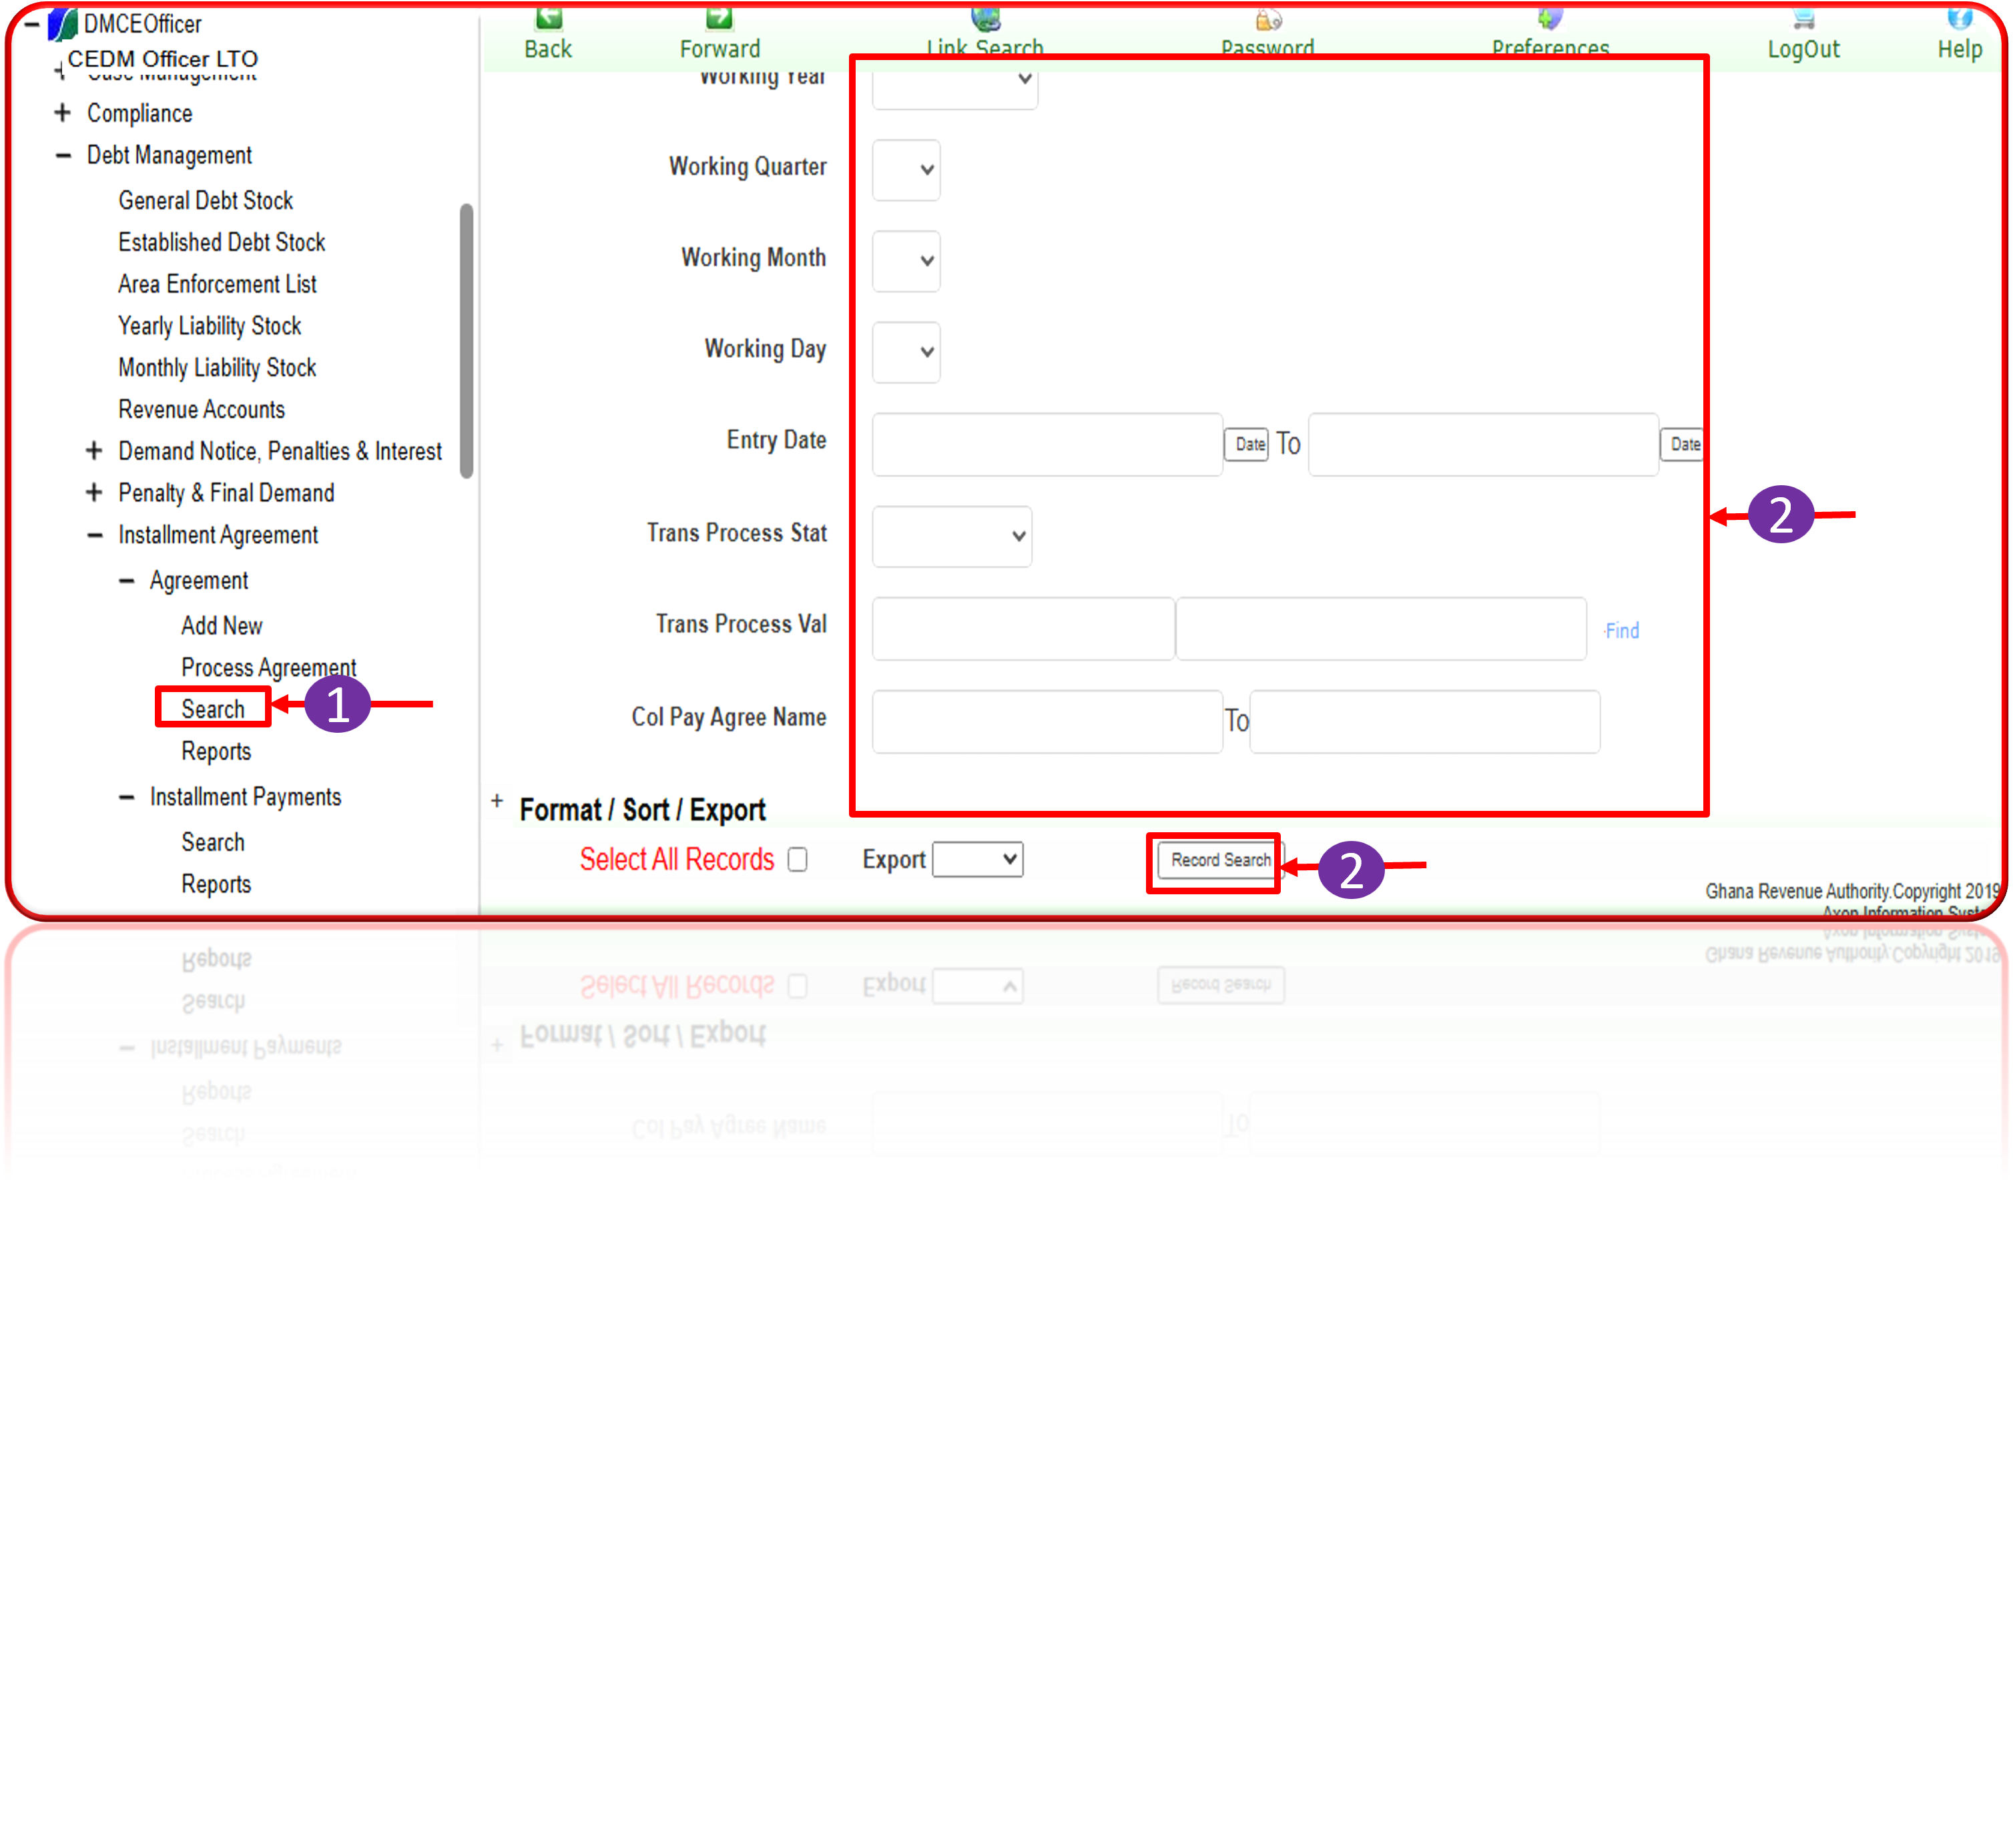 DMCEOfficer
CEDM Officer LTO
Case Management
+ Compliance
− Debt Management
General Debt Stock
Established Debt Stock
Area Enforcement List
Yearly Liability Stock
Monthly Liability Stock
Revenue Accounts
+ Demand Notice, Penalties & Interest
+ Penalty & Final Demand
− Installment Agreement
− Agreement
Add New
Process Agreement
Search
1
Reports
− Installment Payments
Search
Reports
Back Forward Link Search Password Preferences LogOut Help
Working Year
Working Quarter
Working Month
Working Day
Entry Date Date To Date
2
Trans Process Stat
Trans Process Val Find
Col Pay Agree Name To
+ Format / Sort / Export
Select All Records Export Record Search
2
Ghana Revenue Authority.Copyright 2019
Axon Information